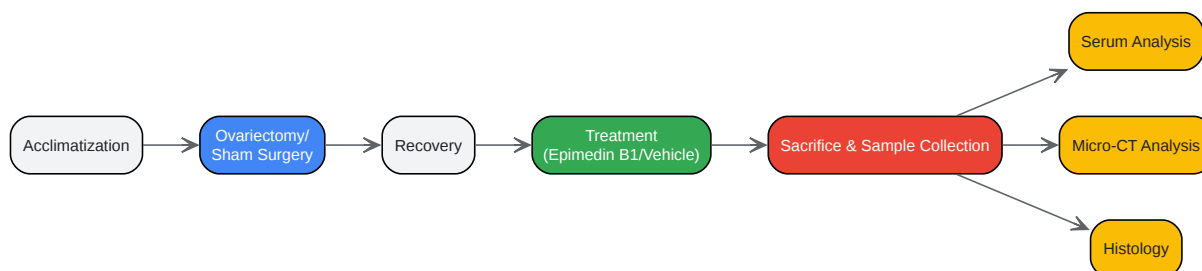 Acclimatization
Ovariectomy/
Sham Surgery
Recovery
Treatment
(Epimedin B1/Vehicle)
Sacrifice & Sample Collection
Serum Analysis
Micro-CT Analysis
Histology